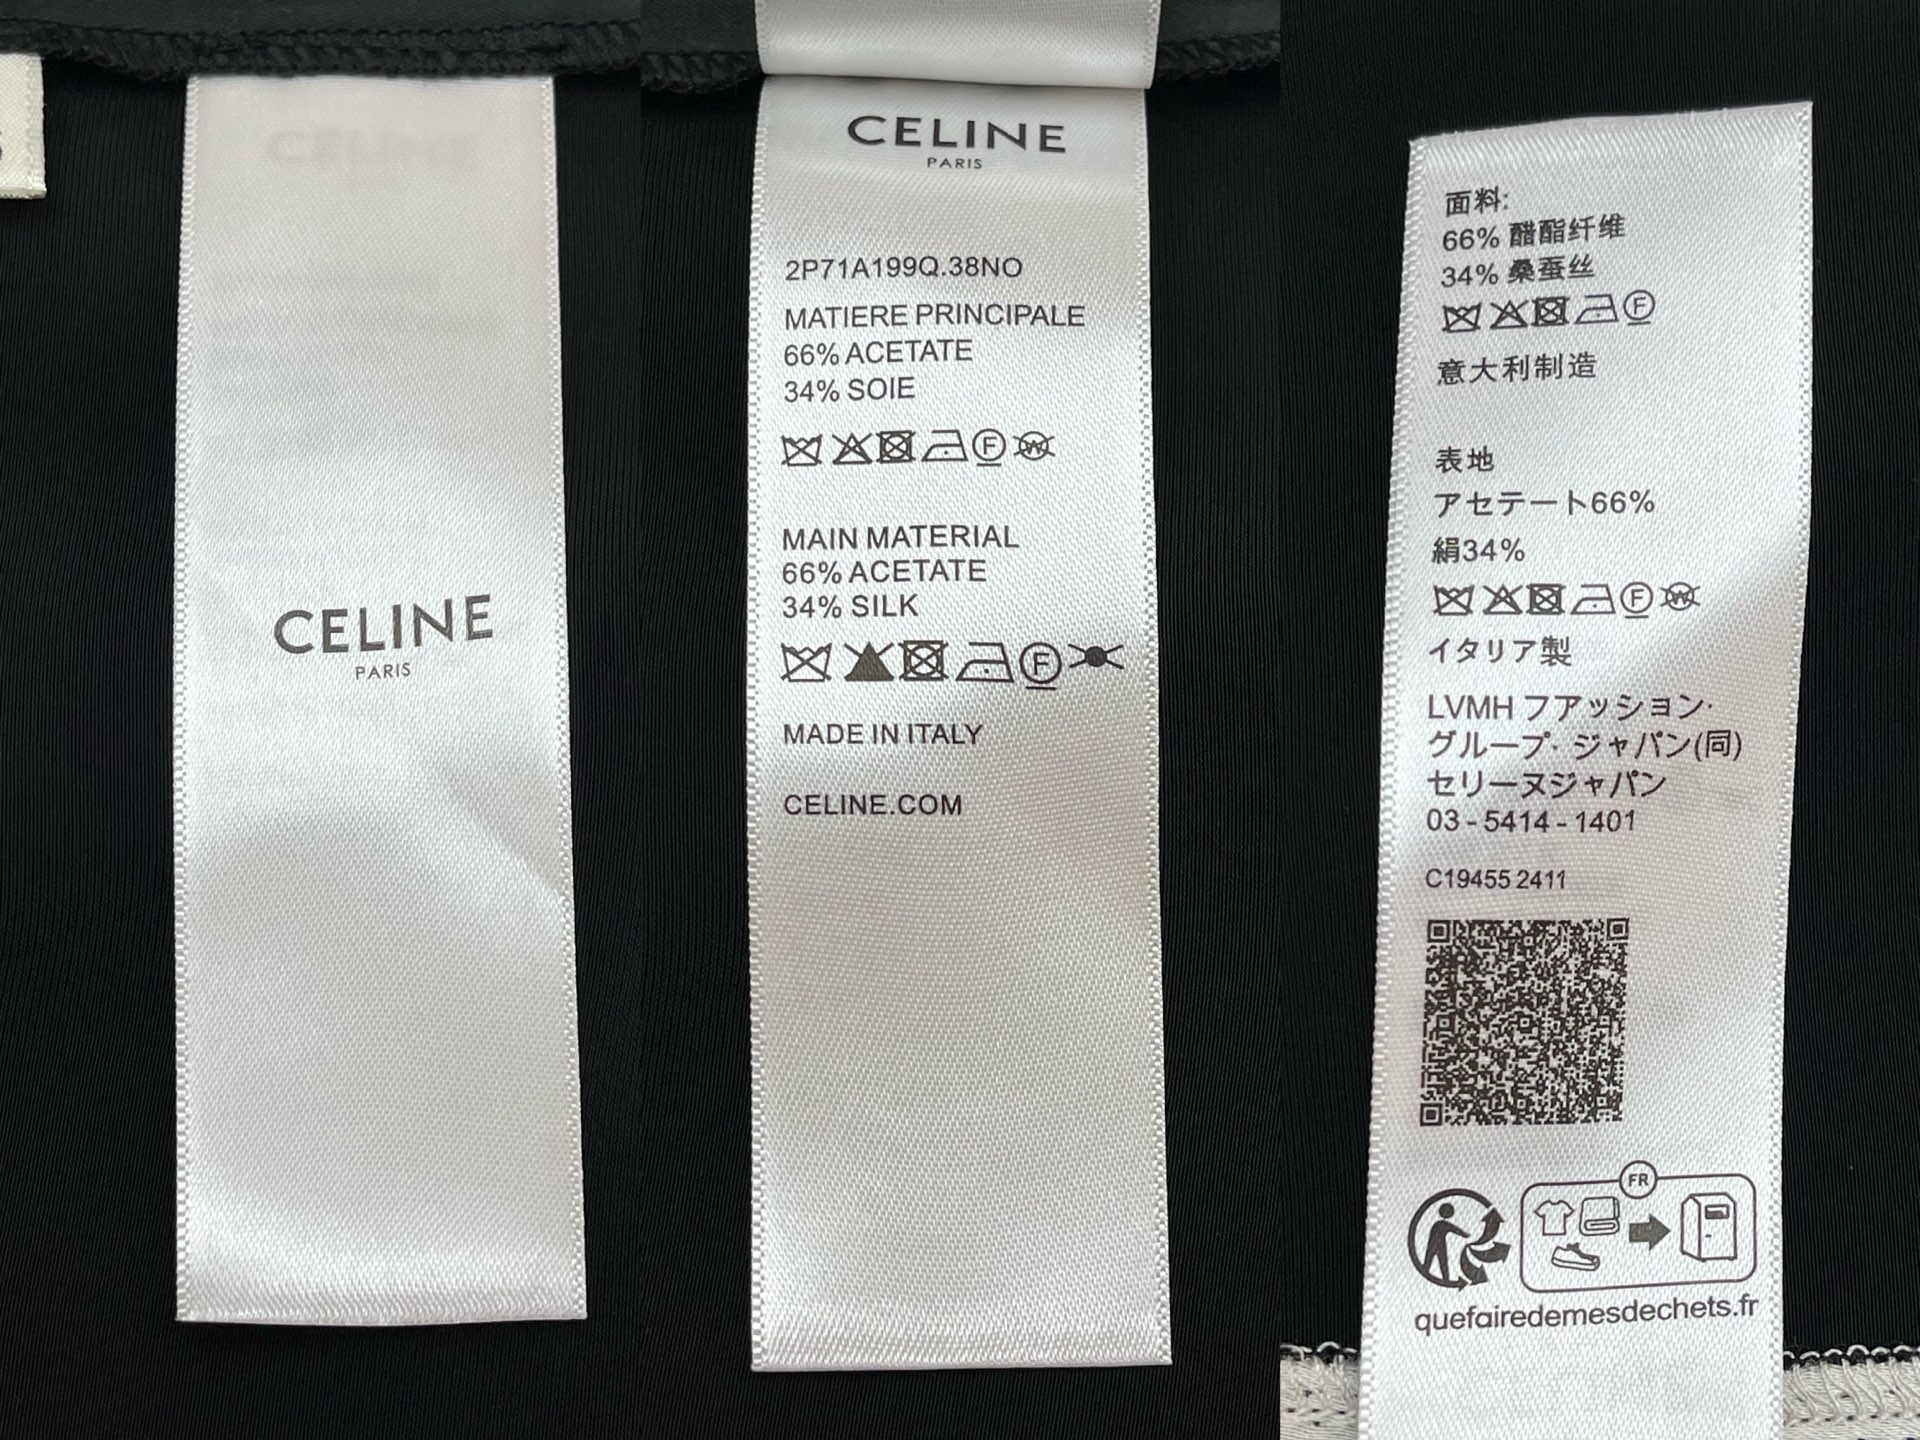 CELINE
PARIS
CELINE
PARIS
2P71A199Q.38NO
MATIERE PRINCIPALE
66% ACETATE
34% SOIE
F W
MAIN MATERIAL
66% ACETATE
34% SILK
F
MADE IN ITALY
CELINE.COM
面料:
66% 醋酯纤维
34% 桑蚕丝
F
意大利制造
表地
アセテート66%
絹34%
F W
イタリア製
LVMH フアッション·
グループ· ジャパン(同)
セリーヌジャパン
03 - 5414 - 1401
C19455 2411
FR
quefairedemesdechets.fr